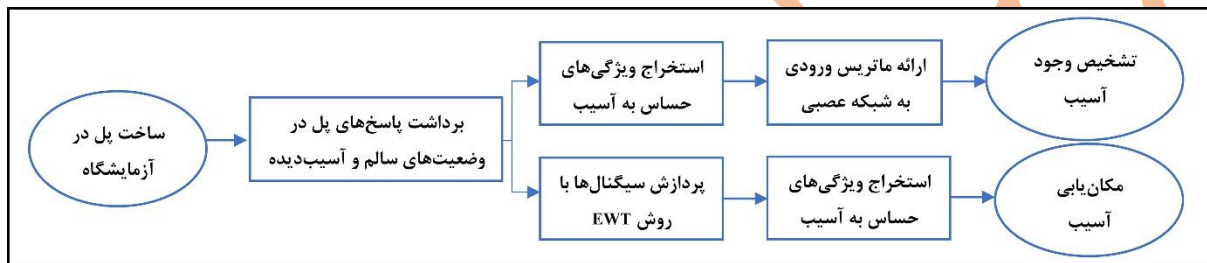 ساخت پل در
آزمایشگاه
برداشت پاسخ‌های پل در
وضعیت‌های سالم و آسیب‌دیده
استخراج ویژگی‌های
حساس به آسیب
ارائه ماتریس ورودی
به شبکه عصبی
تشخیص وجود
آسیب
پردازش سیگنال‌ها با
روش EWT
استخراج ویژگی‌های
حساس به آسیب
مکان‌یابی
آسیب